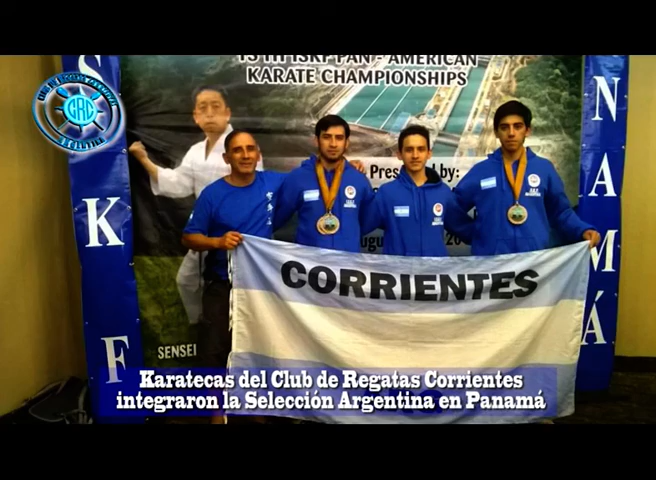 15TH ISKF PAN - AMERICAN
KARATE CHAMPIONSHIPS
Presented by:
S
K
F
N
A
M
Á
CRC
CORRIENTES
SENSEI
Karatecas del Club de Regatas Corrientes
integraron la Selección Argentina en Panamá